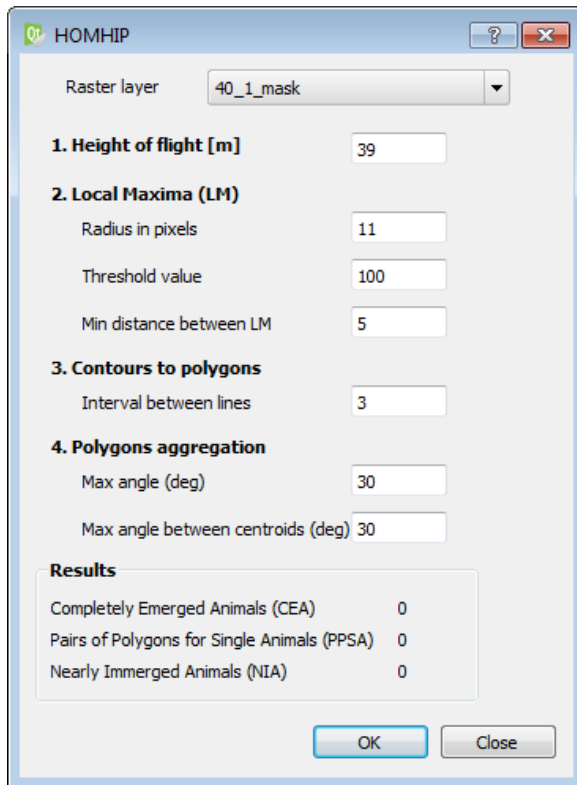 HOMHIP
Raster layer 40_1_mask
1. Height of flight [m] 39
2. Local Maxima (LM)
Radius in pixels 11
Threshold value 100
Min distance between LM 5
3. Contours to polygons
Interval between lines 3
4. Polygons aggregation
Max angle (deg) 30
Max angle between centroids (deg) 30
Results
Completely Emerged Animals (CEA) 0
Pairs of Polygons for Single Animals (PPSA) 0
Nearly Immerged Animals (NIA) 0
OK Close